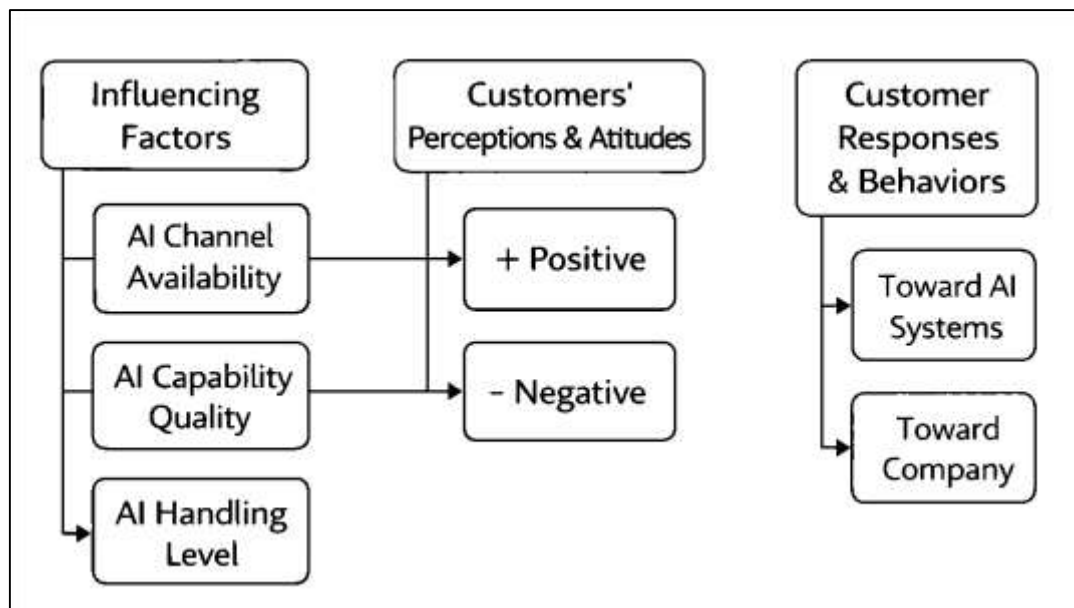 Influencing
Factors
AI Channel
Availability
AI Capability
Quality
AI Handling
Level
Customers'
Perceptions & Atitudes
+ Positive
- Negative
Customer
Responses
& Behaviors
Toward AI
Systems
Toward
Company